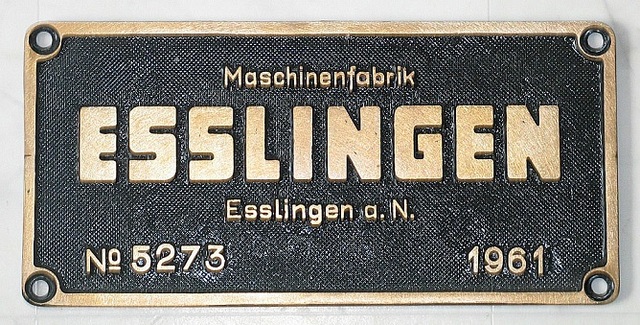 Maschinenfabrik
ESSLINGEN
Esslingen a. N.
No 5273 1961